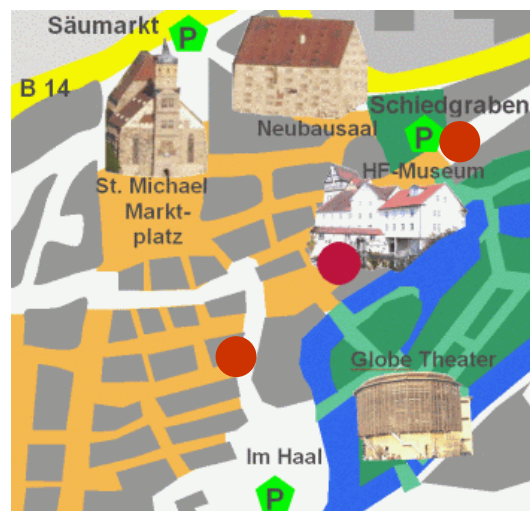 Säumarkt
P
B 14
Schiedgraben
P
Neubausaal
HF-Museum
St. Michael
Markt-
platz
Globe Theater
Im Haal
P